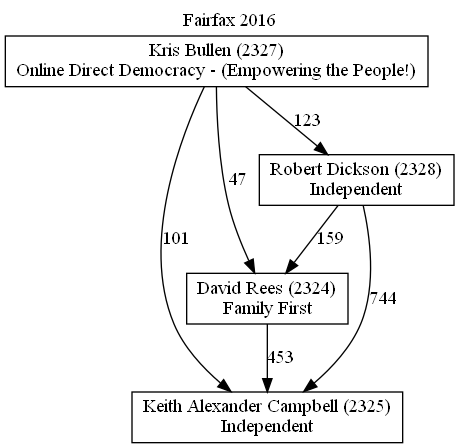 Fairfax 2016
Kris Bullen (2327)
Online Direct Democracy - (Empowering the People!)
123
Robert Dickson (2328)
Independent
47
101
159
744
David Rees (2324)
Family First
453
Keith Alexander Campbell (2325)
Independent